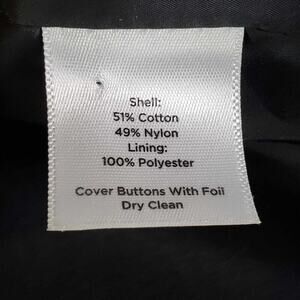 Shell:
51% Cotton
49% Nylon
Lining:
100% Polyester
Cover Buttons With Foil
Dry Clean